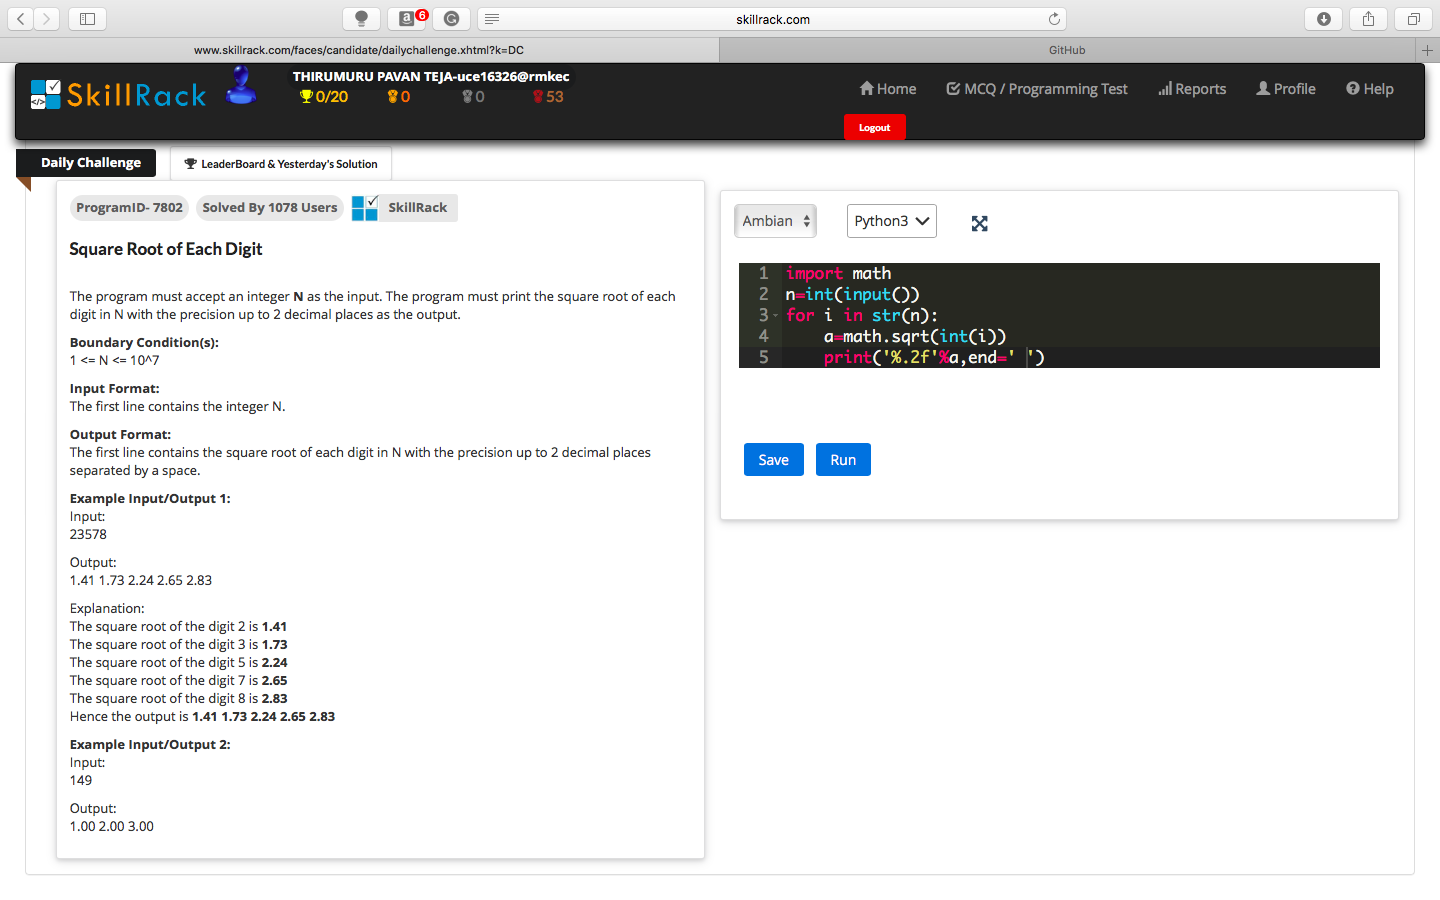 skillrack.com
6
www.skillrack.com/faces/candidate/dailychallenge.xhtml?k=DC
GitHub
SkillRack
THIRUMURU PAVAN TEJA-uce16326@rmkec
0/20 0 0 53
Home MCQ / Programming Test Reports Profile Help
Logout
Daily Challenge
LeaderBoard & Yesterday's Solution
ProgramID- 7802 Solved By 1078 Users SkillRack
Square Root of Each Digit
The program must accept an integer N as the input. The program must print the square root of each
digit in N with the precision up to 2 decimal places as the output.
Boundary Condition(s):
1 <= N <= 10^7
Input Format:
The first line contains the integer N.
Output Format:
The first line contains the square root of each digit in N with the precision up to 2 decimal places
separated by a space.
Example Input/Output 1:
Input:
23578
Output:
1.41 1.73 2.24 2.65 2.83
Explanation:
The square root of the digit 2 is 1.41
The square root of the digit 3 is 1.73
The square root of the digit 5 is 2.24
The square root of the digit 7 is 2.65
The square root of the digit 8 is 2.83
Hence the output is 1.41 1.73 2.24 2.65 2.83
Example Input/Output 2:
Input:
149
Output:
1.00 2.00 3.00
Ambian Python3
1 import math
2 n=int(input())
3 for i in str(n):
4 a=math.sqrt(int(i))
5 print('%.2f'%a,end=' ')
Save Run